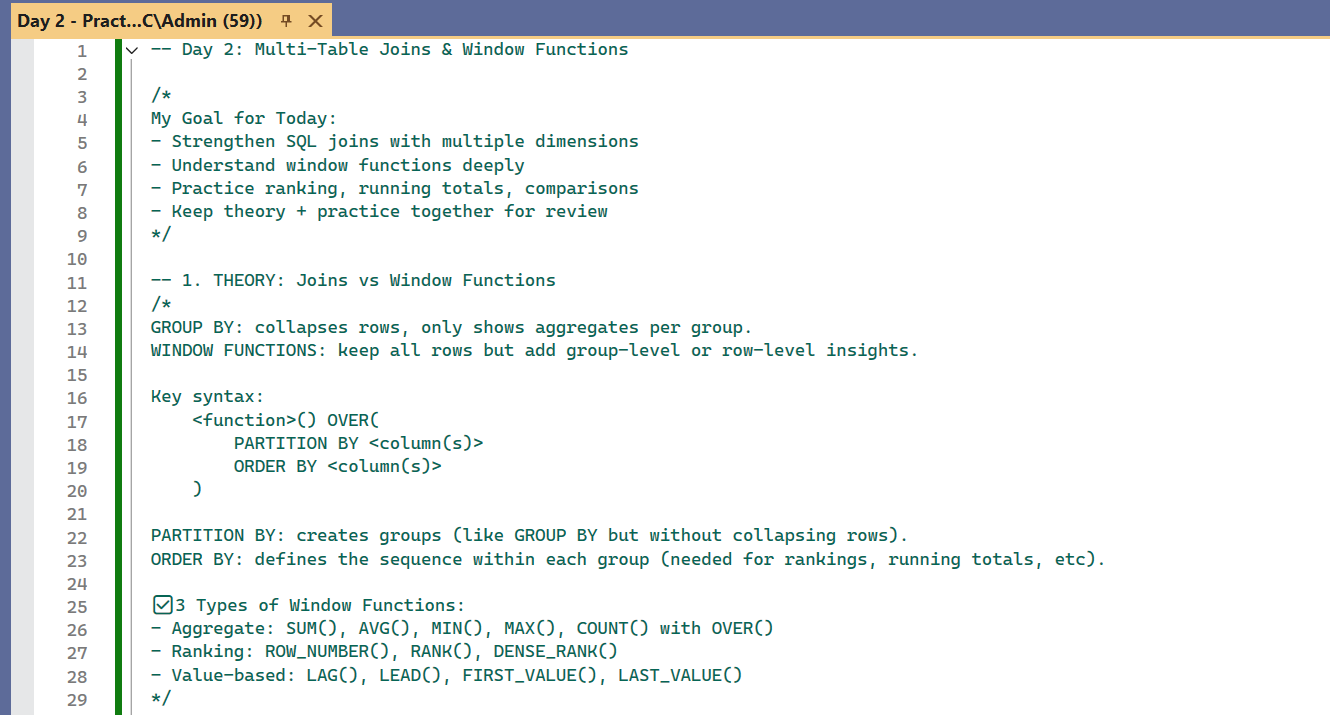 Day 2 - Pract...C\Admin (59))
1 -- Day 2: Multi-Table Joins & Window Functions
2
3 /*
4 My Goal for Today:
5 - Strengthen SQL joins with multiple dimensions
6 - Understand window functions deeply
7 - Practice ranking, running totals, comparisons
8 - Keep theory + practice together for review
9 */
10
11 -- 1. THEORY: Joins vs Window Functions
12 /*
13 GROUP BY: collapses rows, only shows aggregates per group.
14 WINDOW FUNCTIONS: keep all rows but add group-level or row-level insights.
15
16 Key syntax:
17     <function>() OVER(
18         PARTITION BY <column(s)>
19         ORDER BY <column(s)>
20     )
21
22 PARTITION BY: creates groups (like GROUP BY but without collapsing rows).
23 ORDER BY: defines the sequence within each group (needed for rankings, running totals, etc).
24
25 ☑3 Types of Window Functions:
26 - Aggregate: SUM(), AVG(), MIN(), MAX(), COUNT() with OVER()
27 - Ranking: ROW_NUMBER(), RANK(), DENSE_RANK()
28 - Value-based: LAG(), LEAD(), FIRST_VALUE(), LAST_VALUE()
29 */